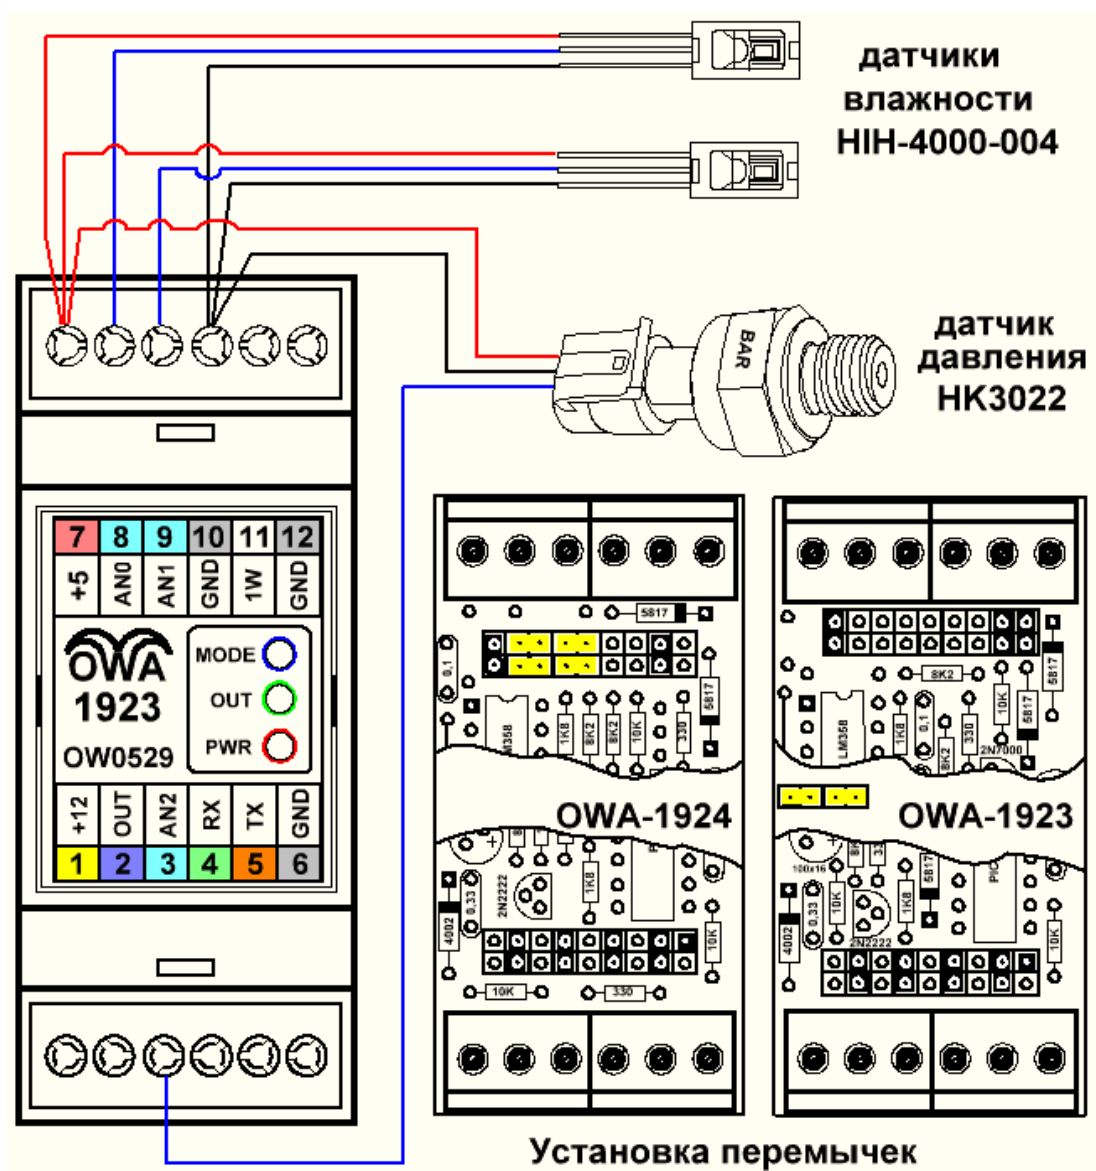 датчики
влажности
HIH-4000-004
датчик
давления
HK3022
BAR
7 8 9 10 11 12
+5 AN0 AN1 GND 1W GND
OWA
1923
OW0529
MODE
OUT
PWR
+12 OUT AN2 RX TX GND
1 2 3 4 5 6
5817
0,1
5817
LM358
1K8
8K2
8K2
10K
330
OWA-1924
4002
0,33
2N2222
1K8
10K
10K
330
5817
8K2
10K
5817
LM358
1K8
0,1
8K2
330
2N7000
OWA-1923
100x16
4002
0,33
10K
2N2222
1K8
5817
PIC
10K
Установка перемычек